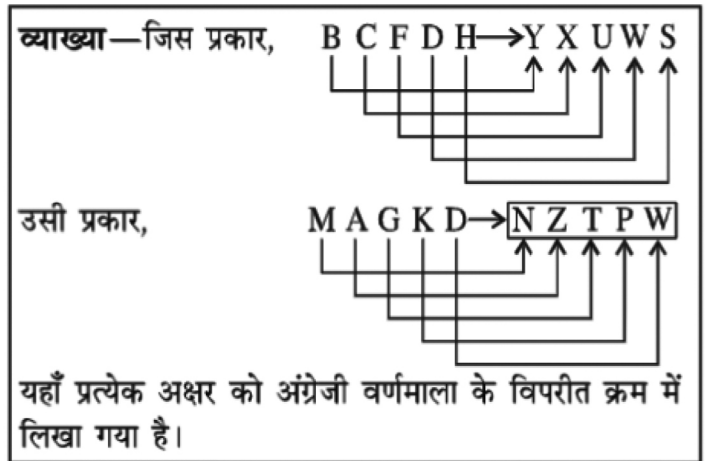 व्याख्या—जिस प्रकार, B C F D H→Y X U W S
उसी प्रकार, M A G K D→N Z T P W
यहाँ प्रत्येक अक्षर को अंग्रेजी वर्णमाला के विपरीत क्रम में
लिखा गया है।